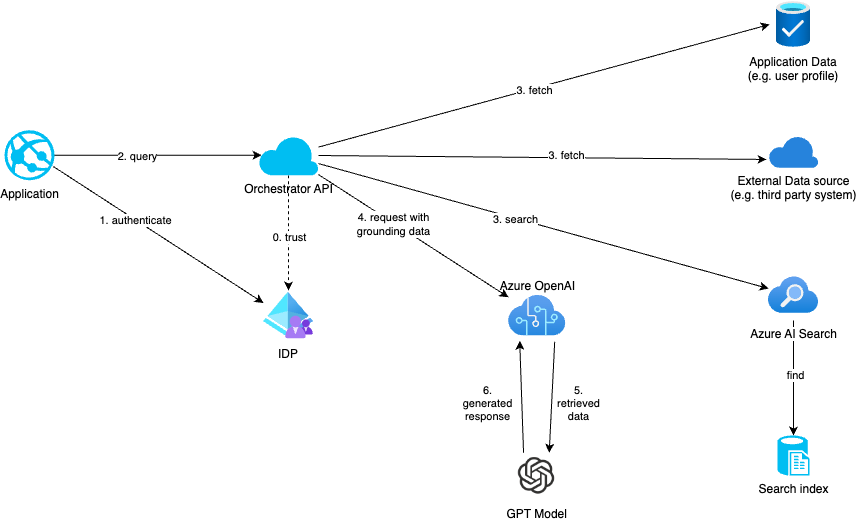 Application Data
(e.g. user profile)
3. fetch
2. query
3. fetch
Application
Orchestrator API
External Data source
(e.g. third party system)
1. authenticate
4. request with
grounding data
3. search
0. trust
Azure OpenAI
Azure AI Search
IDP
find
6.
generated
response
5.
retrieved
data
Search index
GPT Model